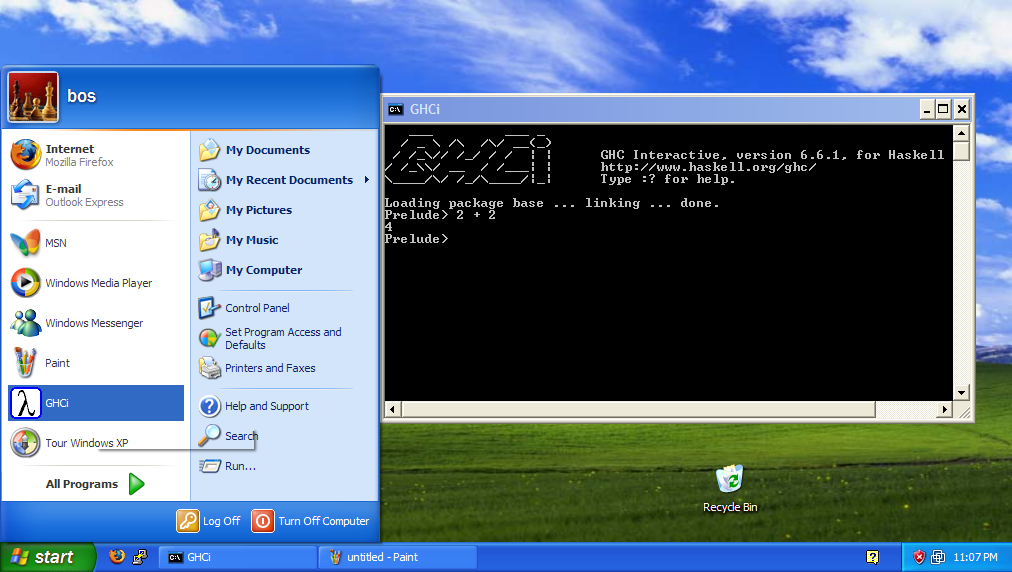 bos
Internet
Mozilla Firefox
E-mail
Outlook Express
MSN
Windows Media Player
Windows Messenger
Paint
GHCi
Tour Windows XP
All Programs
My Documents
My Recent Documents
My Pictures
My Music
My Computer
Control Panel
Set Program Access and
Defaults
Printers and Faxes
Help and Support
Search
Run...
Log Off
Turn Off Computer
GHCi
GHC Interactive, version 6.6.1, for Haskell
http://www.haskell.org/ghc/
Type :? for help.
Loading package base ... linking ... done.
Prelude> 2 + 2
4
Prelude>
Recycle Bin
start
GHCi
untitled - Paint
11:07 PM